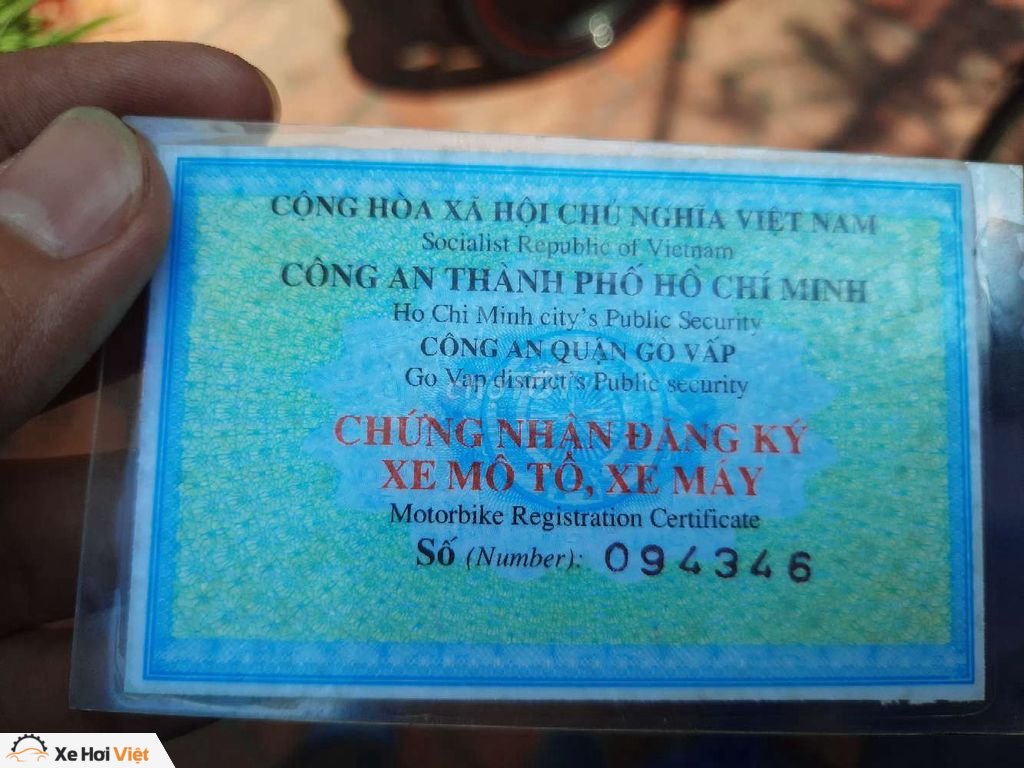 CỘNG HÒA XÃ HỘI CHỦ NGHĨA VIỆT NAM
Socialist Republic of Vietnam
CÔNG AN THÀNH PHỐ HỒ CHÍ MINH
Ho Chi Minh city's Public Security
CÔNG AN QUẬN GÒ VẤP
Go Vap district's Public security
CHỨNG NHẬN ĐĂNG KÝ
XE MÔ TÔ, XE MÁY
Motorbike Registration Certificate
Số (Number): 094346
Xe Hơi Việt